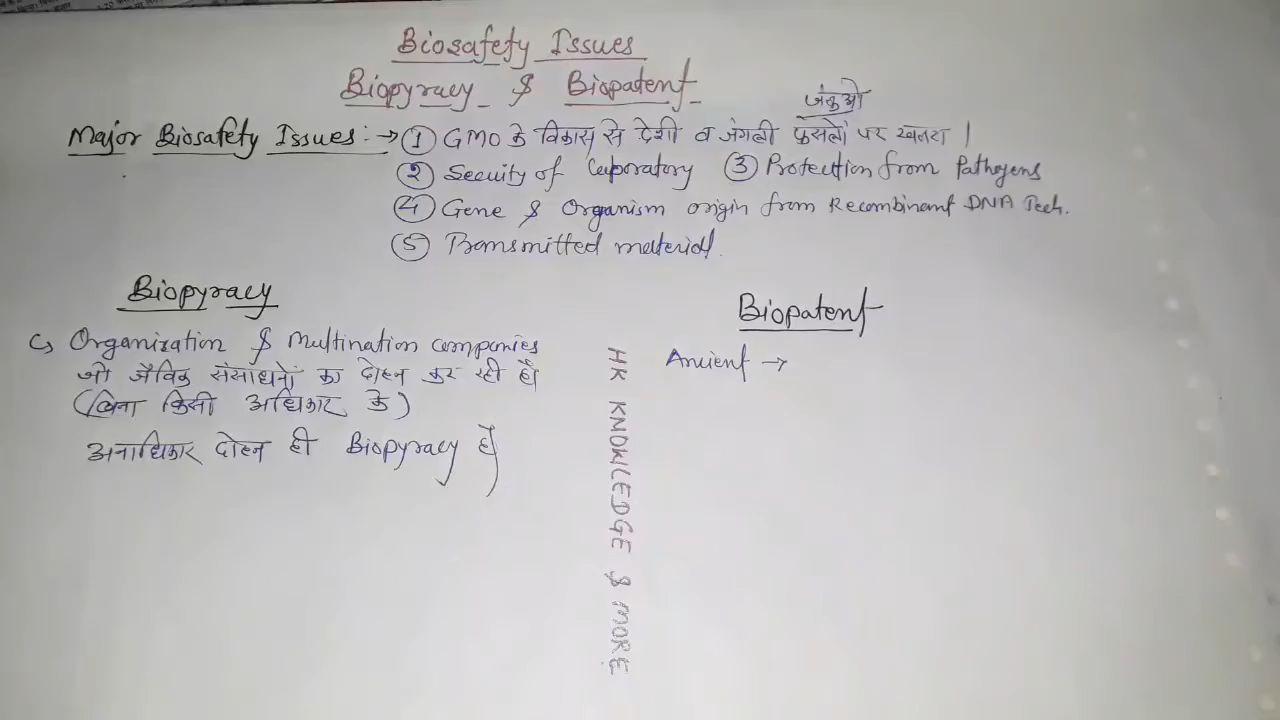 Biosafety Issues
Biopyracy & Biopatent
जंतुओ
Major Biosafety Issues :→ ① GMO के विकास से देशी व जंगली फसलों पर खतरा ।
② Secuity of Laporatory ③ Protection from Pathogens
④ Gene & Organism origin from Recombinant DNA Tech.
⑤ Transmitted material.
Biopyracy
Organization & Multination companies
जो जैविक संसाधनों का दोहन कर रही है
(बिना किसी अधिकार के)
अनाधिकार दोहन ही Biopyracy है
Biopatent
Ancient →
HK KNOWLEDGE & MORE